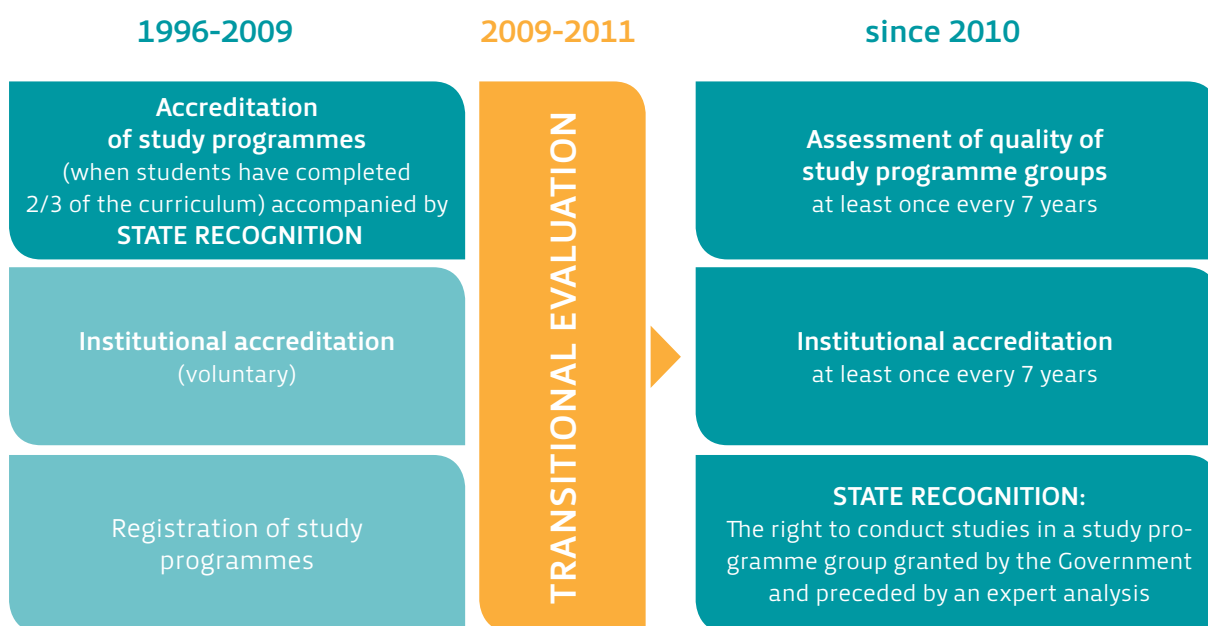 1996-2009
2009-2011
since 2010
Accreditation
of study programmes
(when students have completed
2/3 of the curriculum) accompanied by
STATE RECOGNITION
Institutional accreditation
(voluntary)
Registration of study
programmes
TRANSITIONAL EVALUATION
Assessment of quality of
study programme groups
at least once every 7 years
Institutional accreditation
at least once every 7 years
STATE RECOGNITION:
The right to conduct studies in a study pro-
gramme group granted by the Government
and preceded by an expert analysis